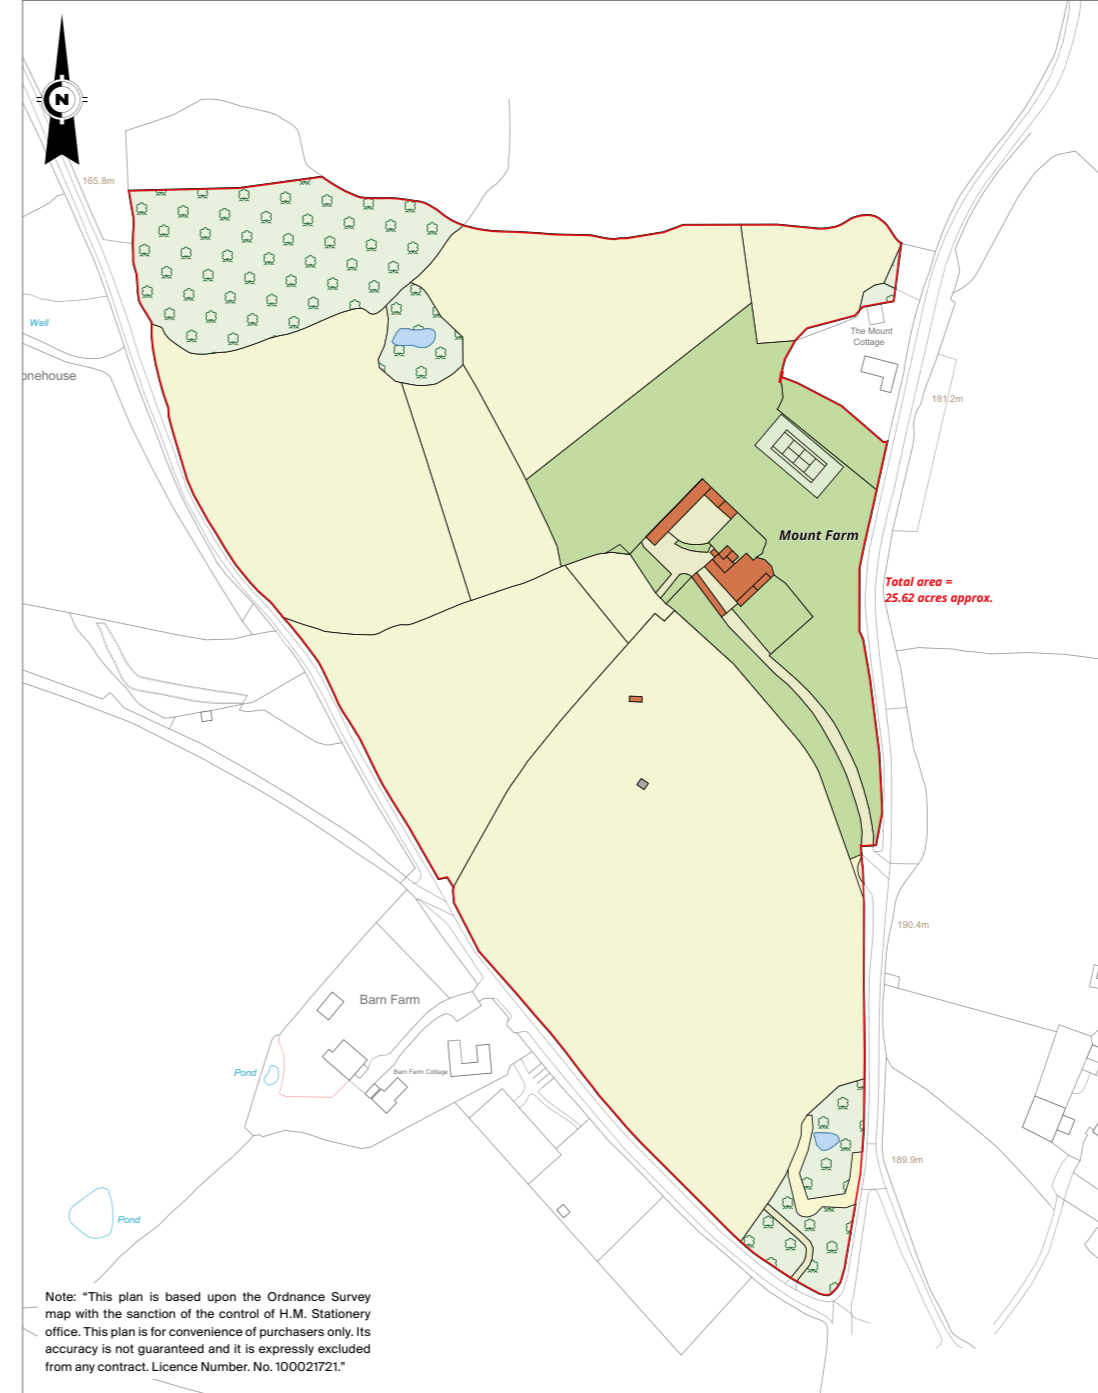 N
165.8m
Well
onehouse
The Mount
Cottage
181.2m
Mount Farm
Total area =
25.62 acres approx.
190.4m
Barn Farm
Pond
Barn Farm Cottage
189.9m
Pond
Note: “This plan is based upon the Ordnance Survey
map with the sanction of the control of H.M. Stationery
office. This plan is for convenience of purchasers only. Its
accuracy is not guaranteed and it is expressly excluded
from any contract. Licence Number. No. 100021721.”